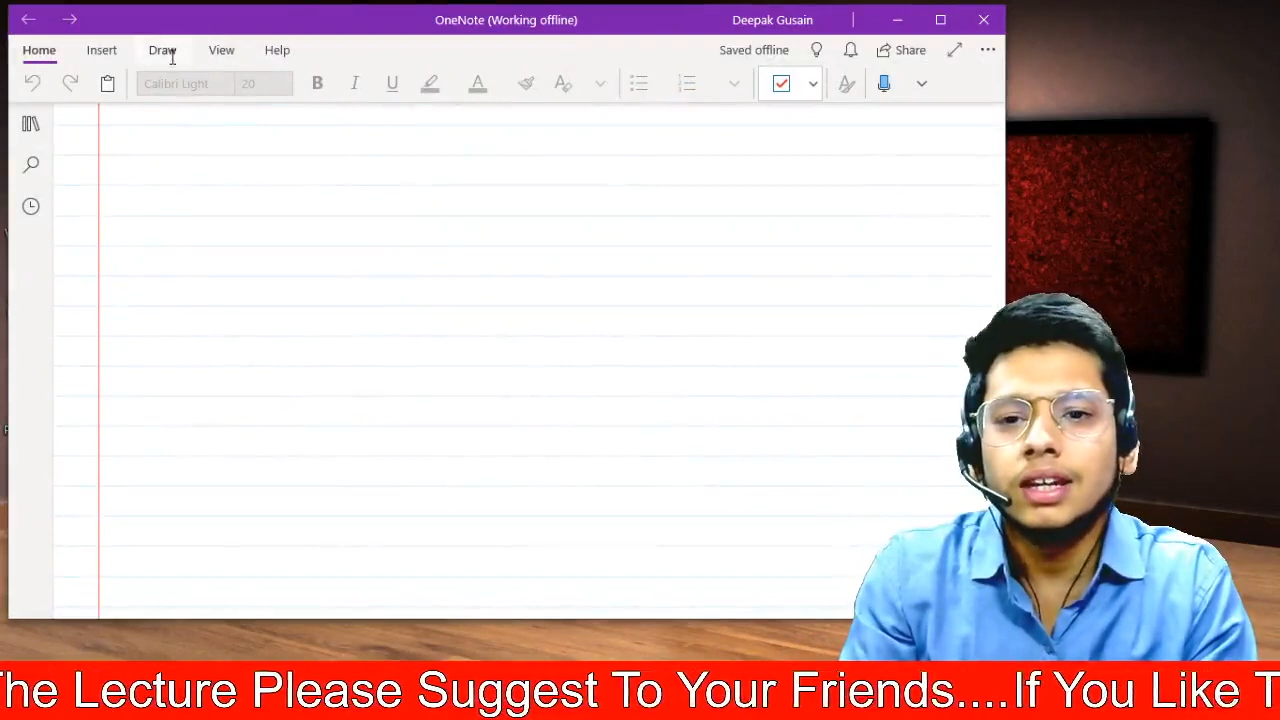 OneNote (Working offline)
Deepak Gusain
Home Insert Draw View Help
Saved offline Share
Calibri Light 20 B I U A A
The Lecture Please Suggest To Your Friends....If You Like T